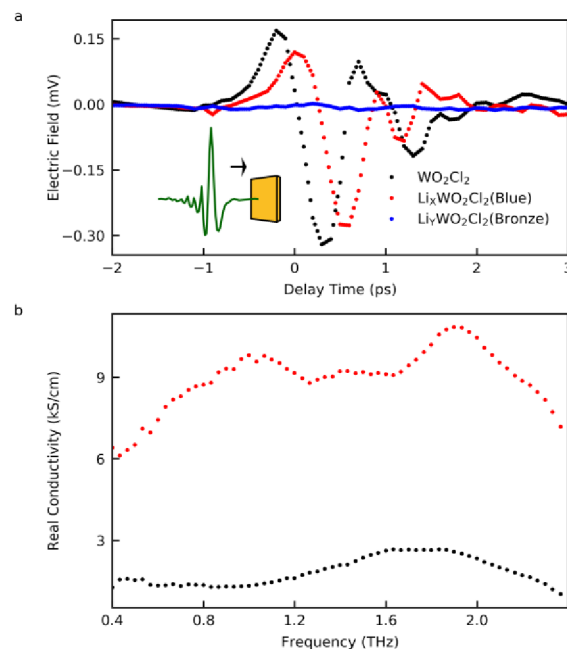 a
0.15
0.00
−0.15
−0.30
Electric Field (mV)
WO₂Cl₂
LiₓWO₂Cl₂(Blue)
LiᵧWO₂Cl₂(Bronze)
−2 −1 0 1 2 3
Delay Time (ps)
b
9
6
3
Real Conductivity (kS/cm)
0.4 0.8 1.2 1.6 2.0
Frequency (THz)